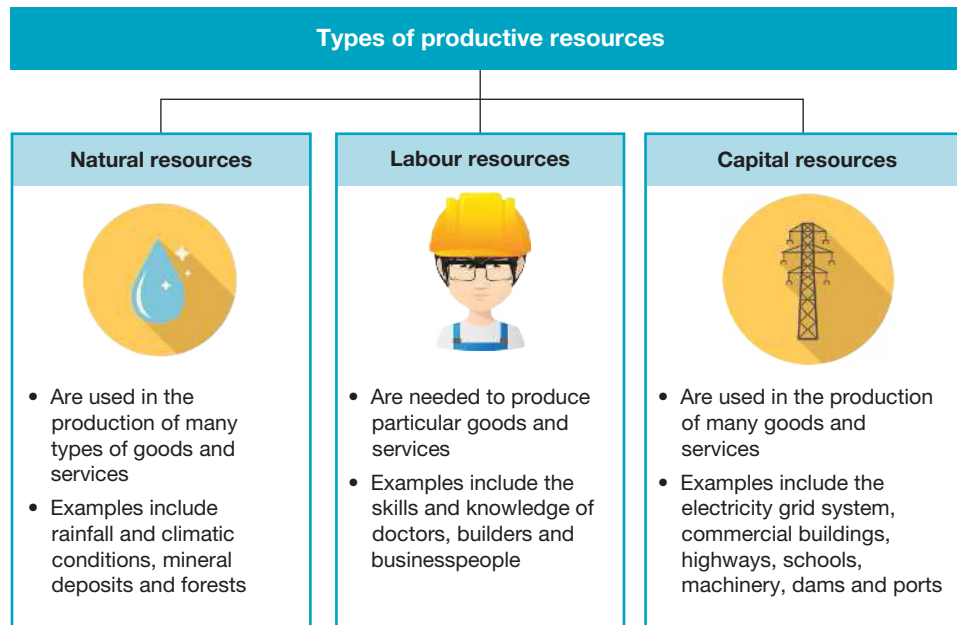 Types of productive resources
Natural resources
• Are used in the
production of many
types of goods and
services
• Examples include
rainfall and climatic
conditions, mineral
deposits and forests
Labour resources
• Are needed to produce
particular goods and
services
• Examples include the
skills and knowledge of
doctors, builders and
businesspeople
Capital resources
• Are used in the production
of many goods and
services
• Examples include the
electricity grid system,
commercial buildings,
highways, schools,
machinery, dams and ports